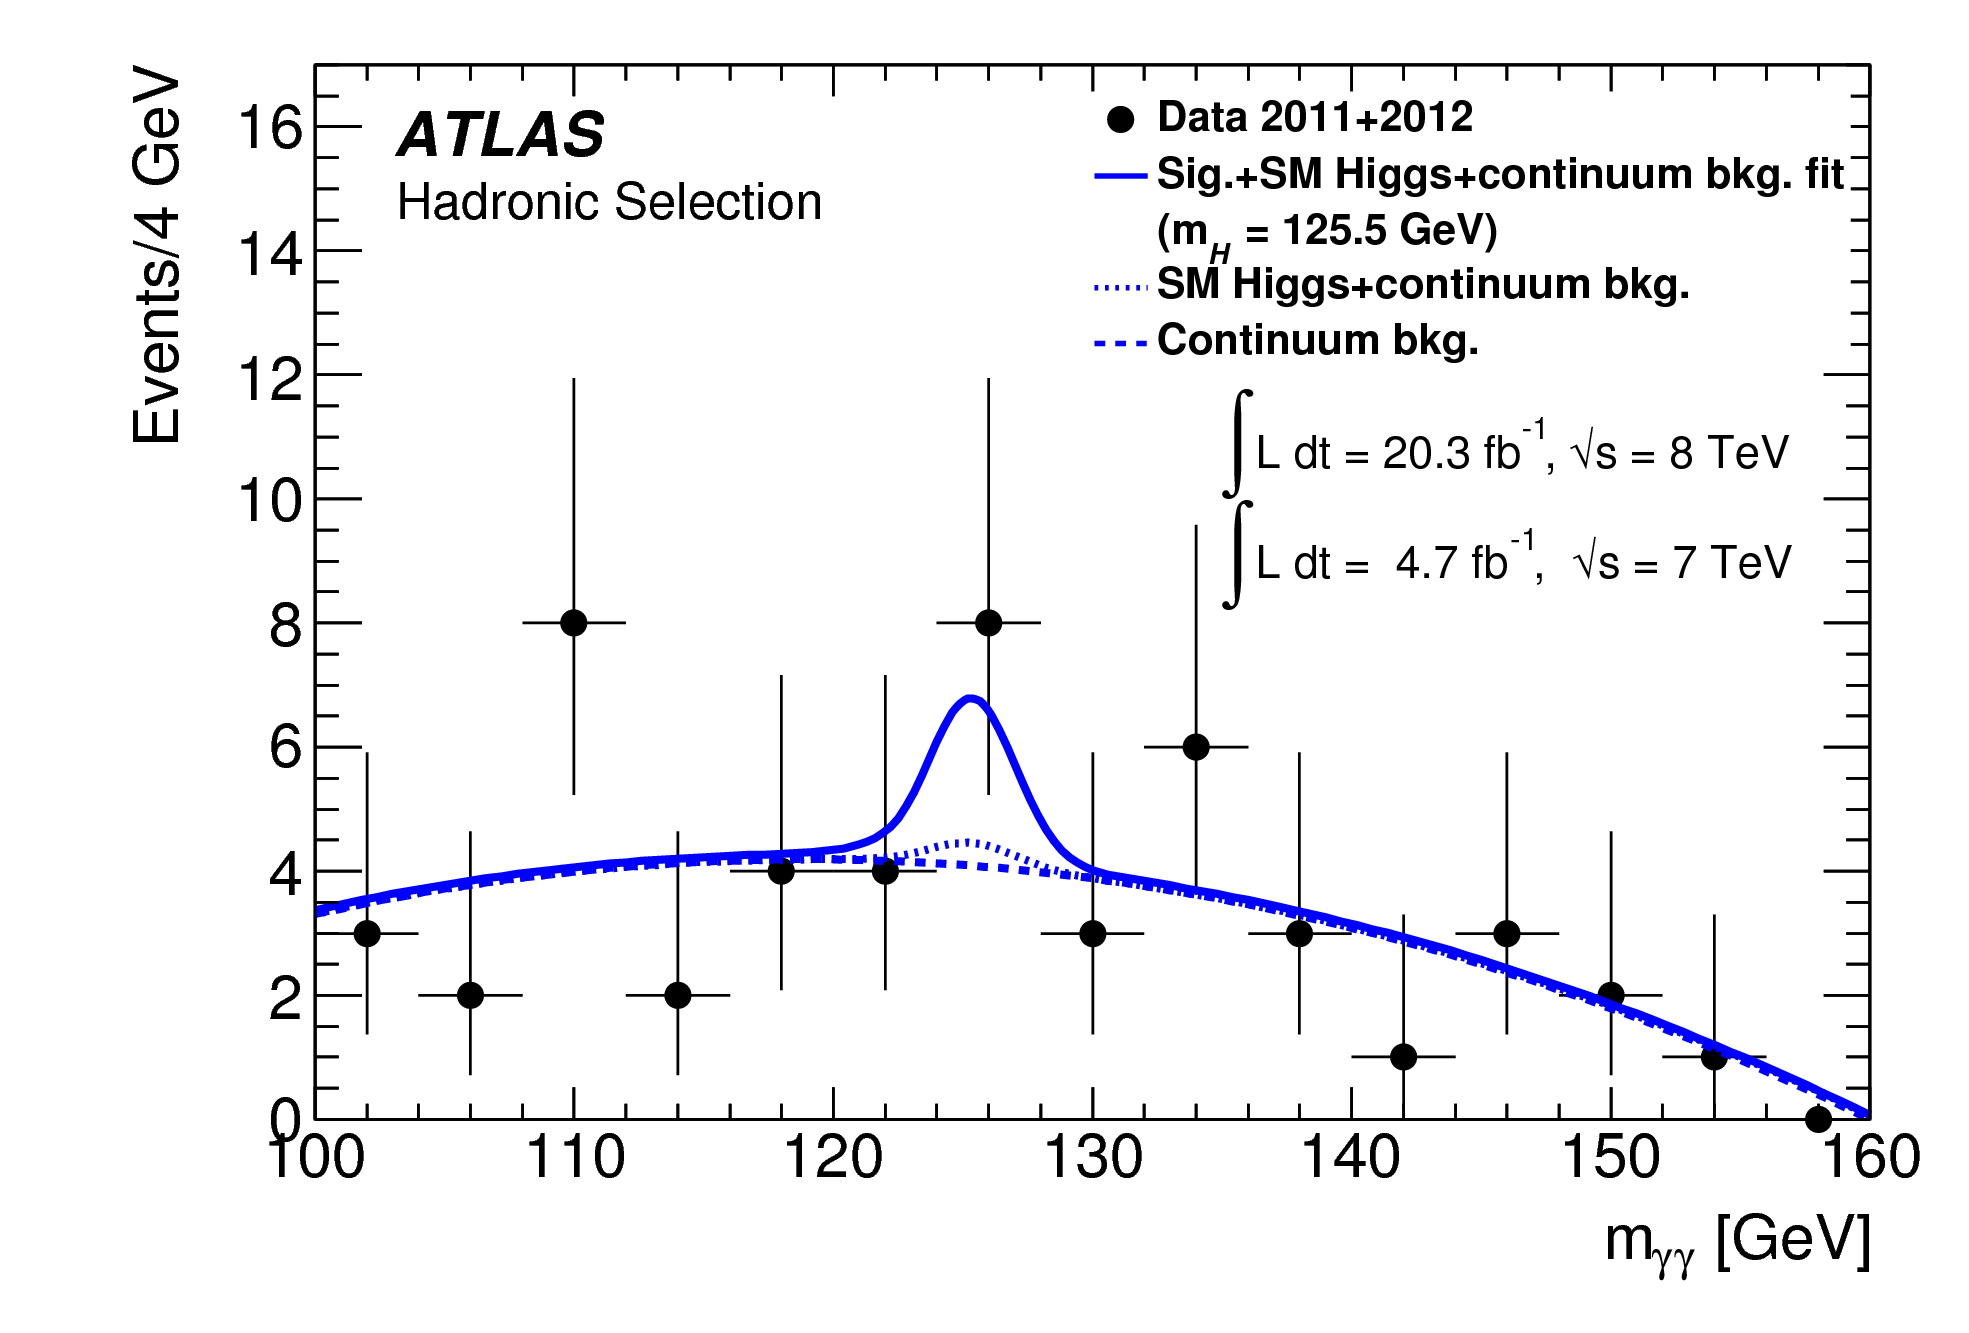 Events/4 GeV
16
14
12
10
8
6
4
2
0
ATLAS
Hadronic Selection
Data 2011+2012
Sig.+SM Higgs+continuum bkg. fit
(m_H = 125.5 GeV)
SM Higgs+continuum bkg.
Continuum bkg.
∫ L dt = 20.3 fb⁻¹, √s = 8 TeV
∫ L dt = 4.7 fb⁻¹, √s = 7 TeV
100 110 120 130 140 150 160
m_γγ [GeV]